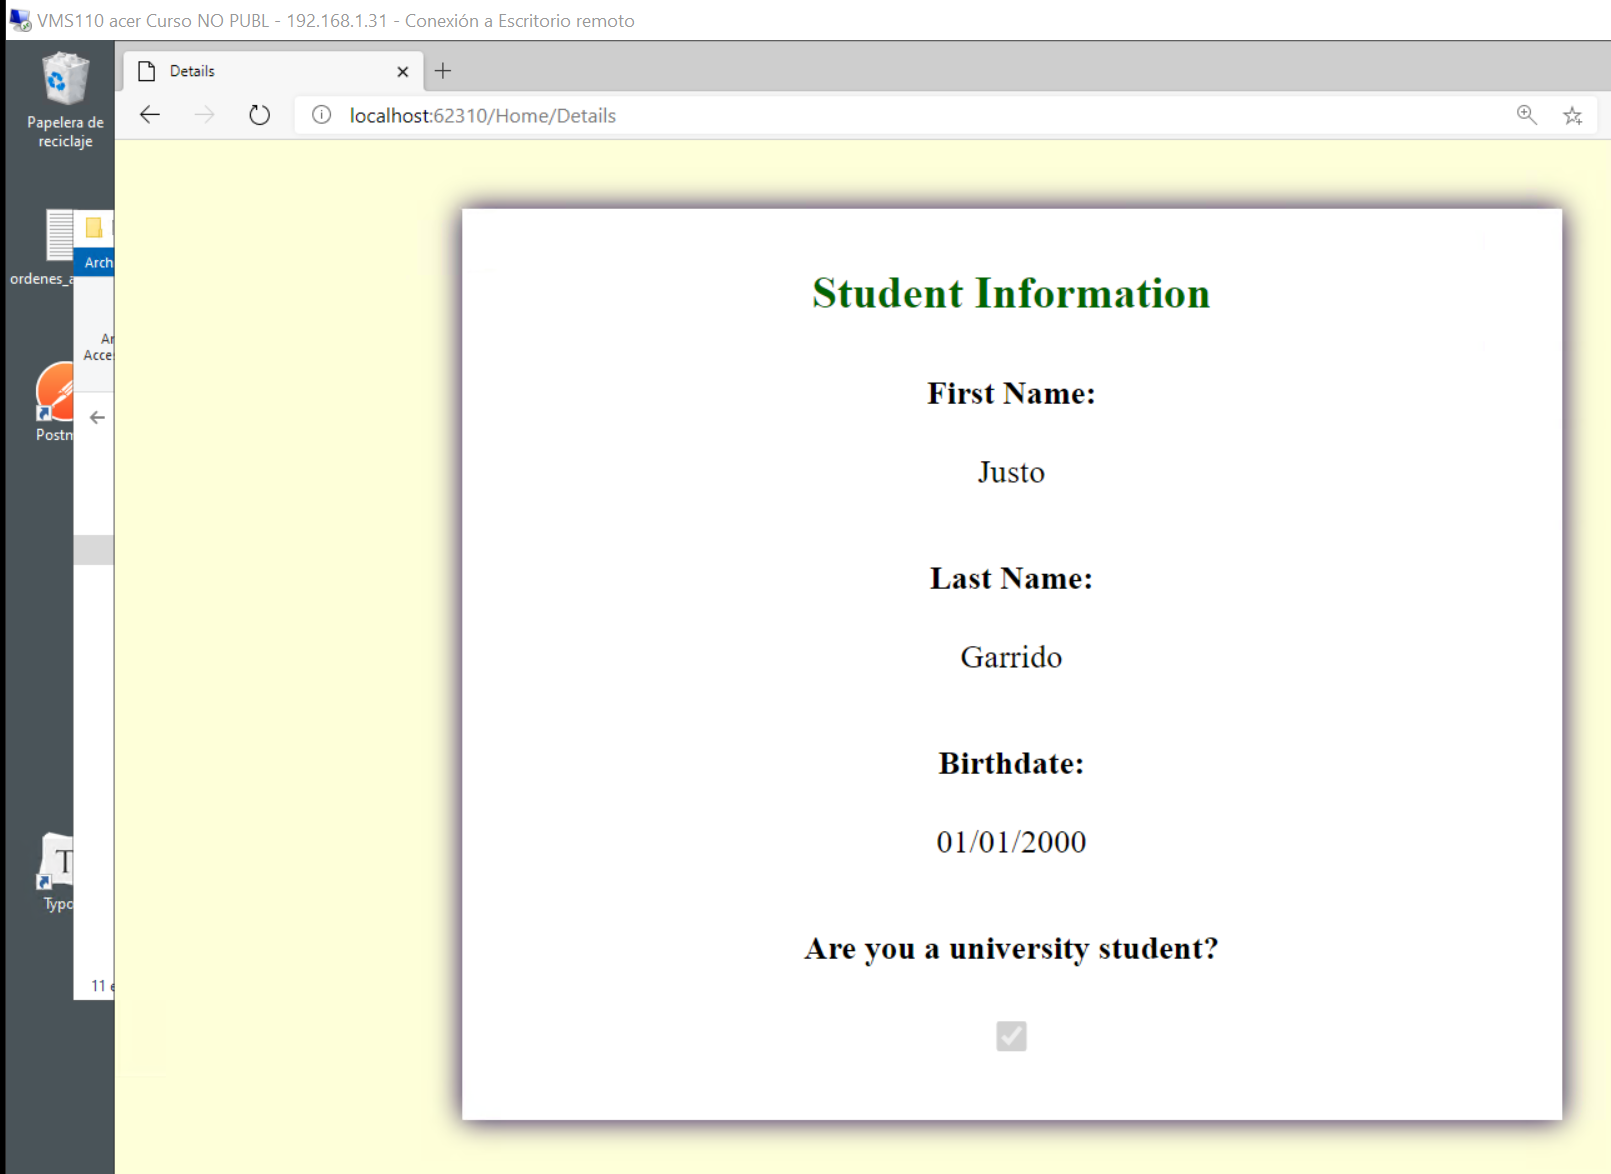 VMS110 acer Curso NO PUBL - 192.168.1.31 - Conexión a Escritorio remoto
Details
localhost:62310/Home/Details
Papelera de
reciclaje
Arch
ordenes_a
Acce
Postn
Typo
11
Student Information
First Name:
Justo
Last Name:
Garrido
Birthdate:
01/01/2000
Are you a university student?